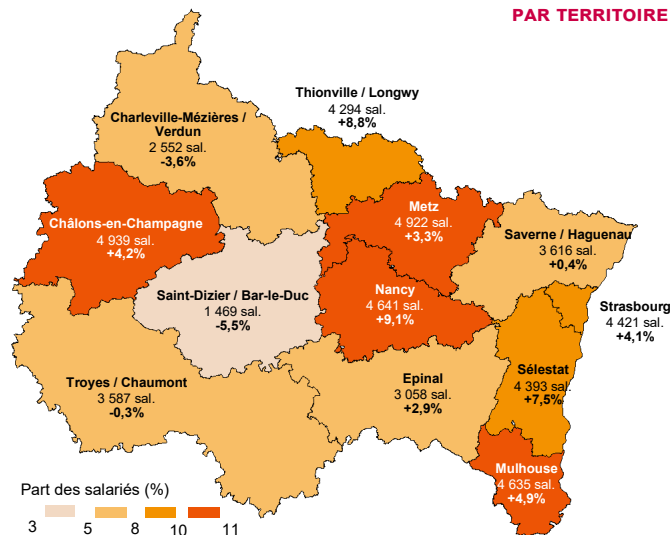 PAR TERRITOIRE
Thionville / Longwy
4 294 sal.
+8,8%
Charleville-Mézières /
Verdun
2 552 sal.
-3,6%
Châlons-en-Champagne
4 939 sal.
+4,2%
Metz
4 922 sal.
+3,3%
Saverne / Haguenau
3 616 sal.
+0,4%
Saint-Dizier / Bar-le-Duc
1 469 sal.
-5,5%
Nancy
4 641 sal.
+9,1%
Strasbourg
4 421 sal.
+4,1%
Troyes / Chaumont
3 587 sal.
-0,3%
Epinal
3 058 sal.
+2,9%
Sélestat
4 393 sal.
+7,5%
Mulhouse
4 635 sal.
+4,9%
Part des salariés (%)
3 5 8 10 11